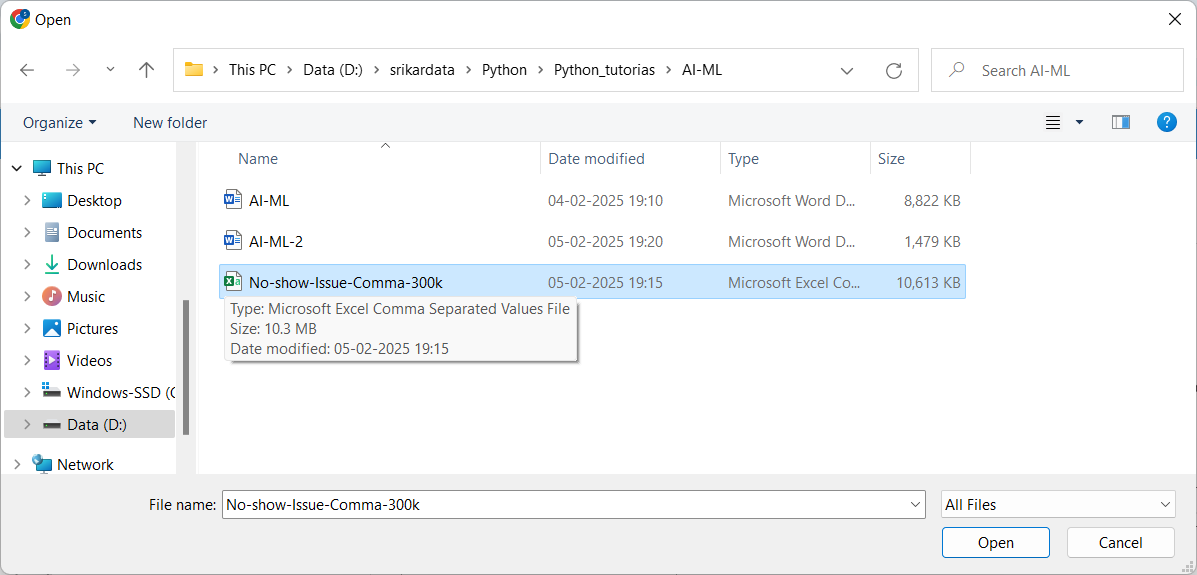 Open
This PC > Data (D:) > srikardata > Python > Python_tutorias > AI-ML
Search AI-ML
Organize
New folder
?
Name
Date modified
Type
Size
This PC
Desktop
Documents
Downloads
Music
Pictures
Videos
Windows-SSD (C
Data (D:)
Network
AI-ML 04-02-2025 19:10 Microsoft Word D... 8,822 KB
AI-ML-2 05-02-2025 19:20 Microsoft Word D... 1,479 KB
No-show-Issue-Comma-300k 05-02-2025 19:15 Microsoft Excel Co... 10,613 KB
Type: Microsoft Excel Comma Separated Values File
Size: 10.3 MB
Date modified: 05-02-2025 19:15
File name: No-show-Issue-Comma-300k
All Files
Open
Cancel